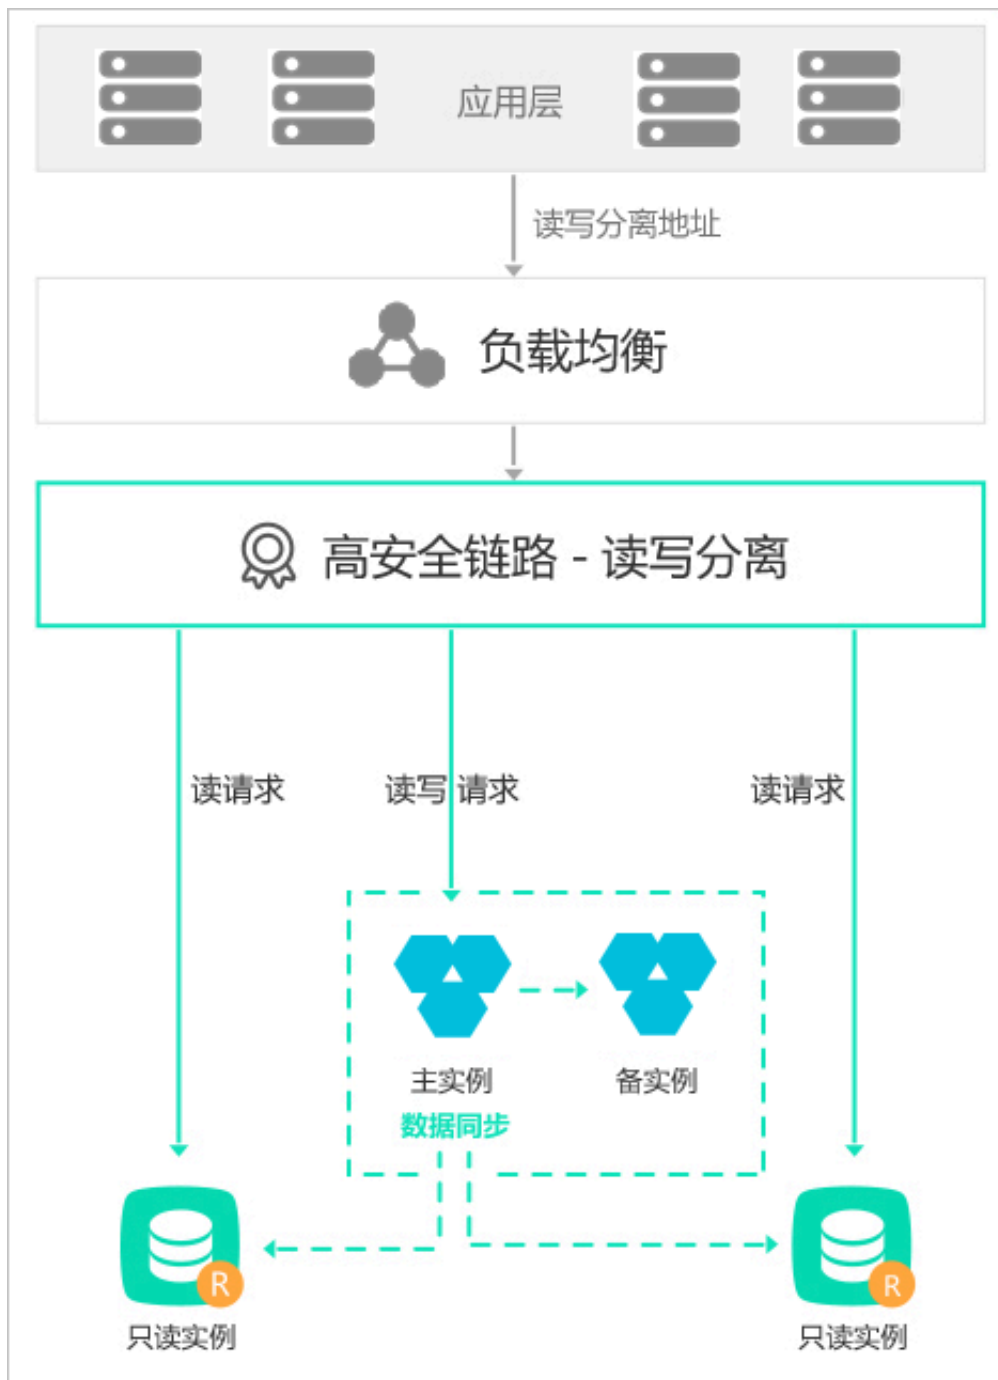 应用层
读写分离地址
负载均衡
高安全链路 - 读写分离
读请求
读写 请求
读请求
主实例
备实例
数据同步
R
R
只读实例
只读实例